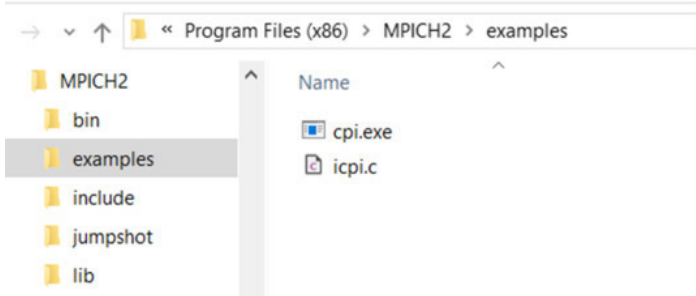 « Program Files (x86) > MPICH2 > examples
MPICH2
bin
examples
include
jumpshot
lib
Name
cpi.exe
icpi.c